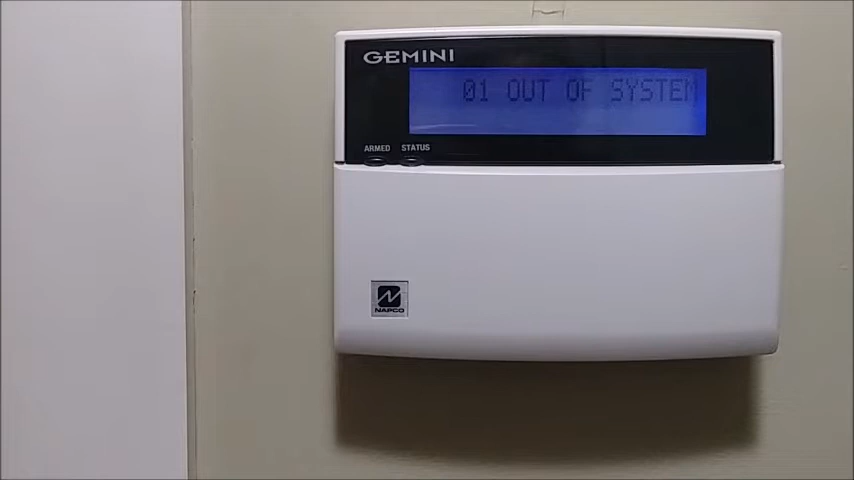 GEMINI
01 OUT OF SYSTEM
ARMED STATUS
NAPCO